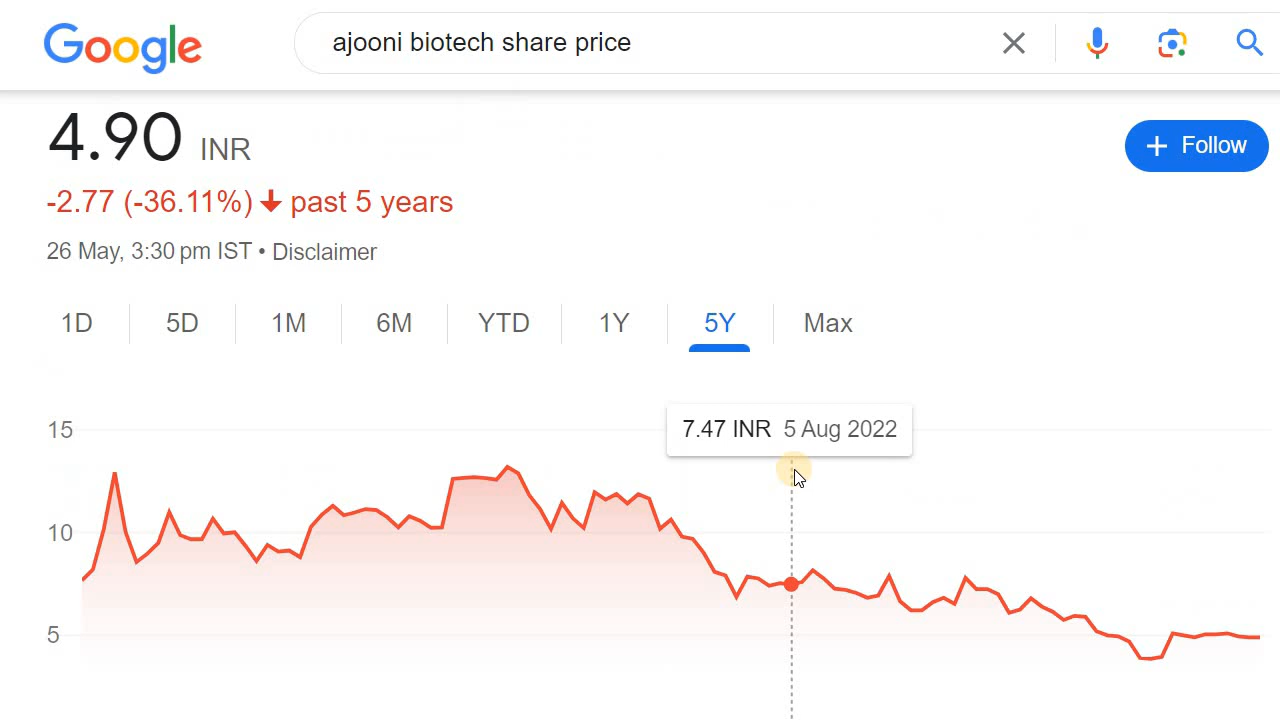 Google
ajooni biotech share price
4.90 INR
+ Follow
-2.77 (-36.11%) past 5 years
26 May, 3:30 pm IST • Disclaimer
1D 5D 1M 6M YTD 1Y 5Y Max
7.47 INR 5 Aug 2022
15
10
5